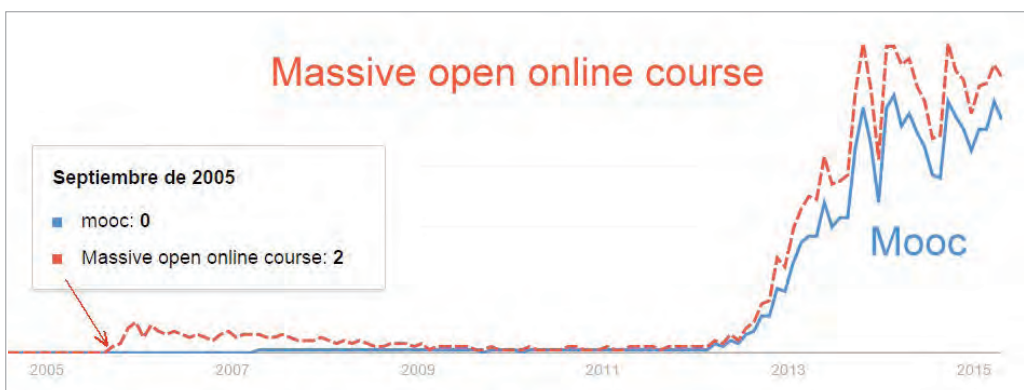 Massive open online course
Septiembre de 2005
mooc: 0
Massive open online course: 2
Mooc
2005 2007 2009 2011 2013 2015